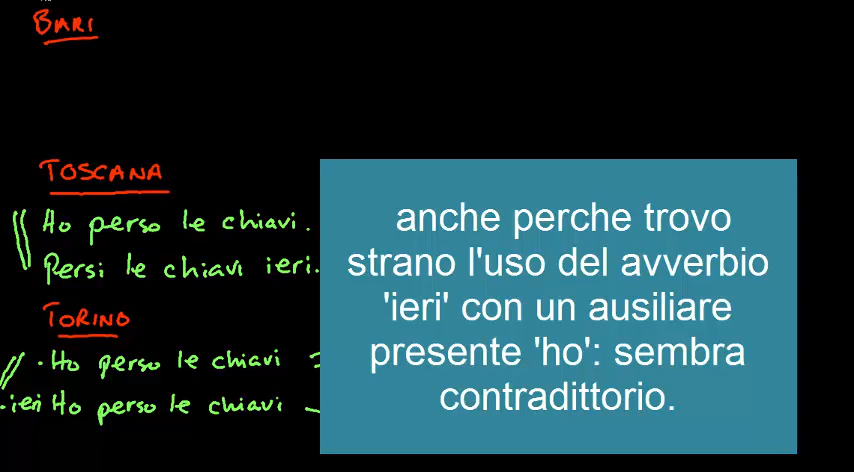 BARI
TOSCANA
Ho perso le chiavi.
Persi le chiavi ieri.
TORINO
. Ho perso le chiavi
. ieri Ho perso le chiavi
anche perche trovo
strano l'uso del avverbio
'ieri' con un ausiliare
presente 'ho': sembra
contradittorio.